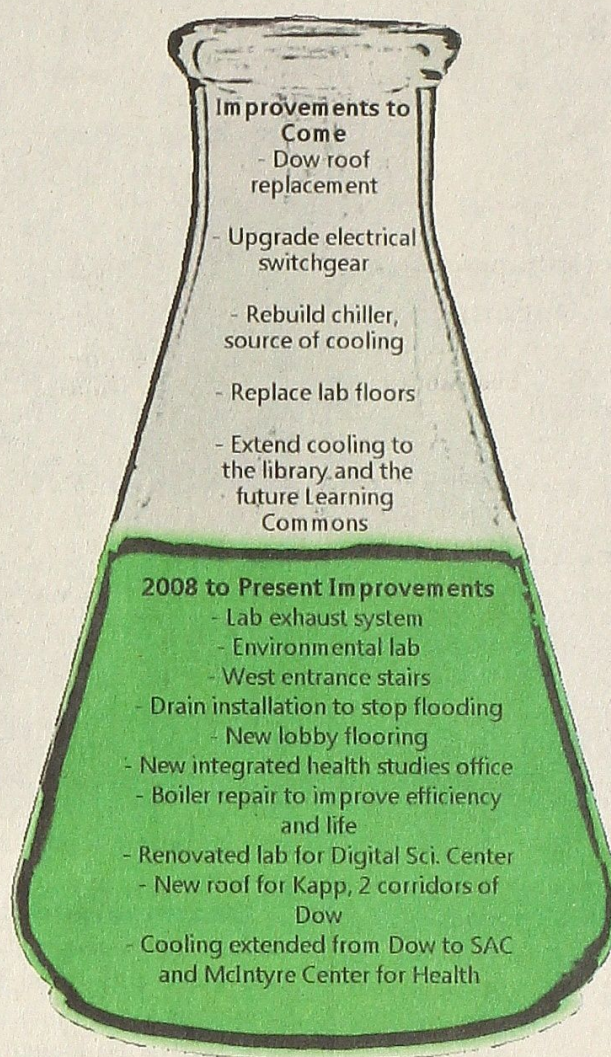 Improvements to
Come
- Dow roof
replacement
- Upgrade electrical
switchgear
- Rebuild chiller,
source of cooling
- Replace lab floors
- Extend cooling to
the library and the
future Learning
Commons
2008 to Present Improvements
- Lab exhaust system
- Environmental lab
- West entrance stairs
- Drain installation to stop flooding
- New lobby flooring
- New integrated health studies office
- Boiler repair to improve efficiency
and life
- Renovated lab for Digital Sci. Center
- New roof for Kapp, 2 corridors of
Dow
- Cooling extended from Dow to SAC
and McIntyre Center for Health